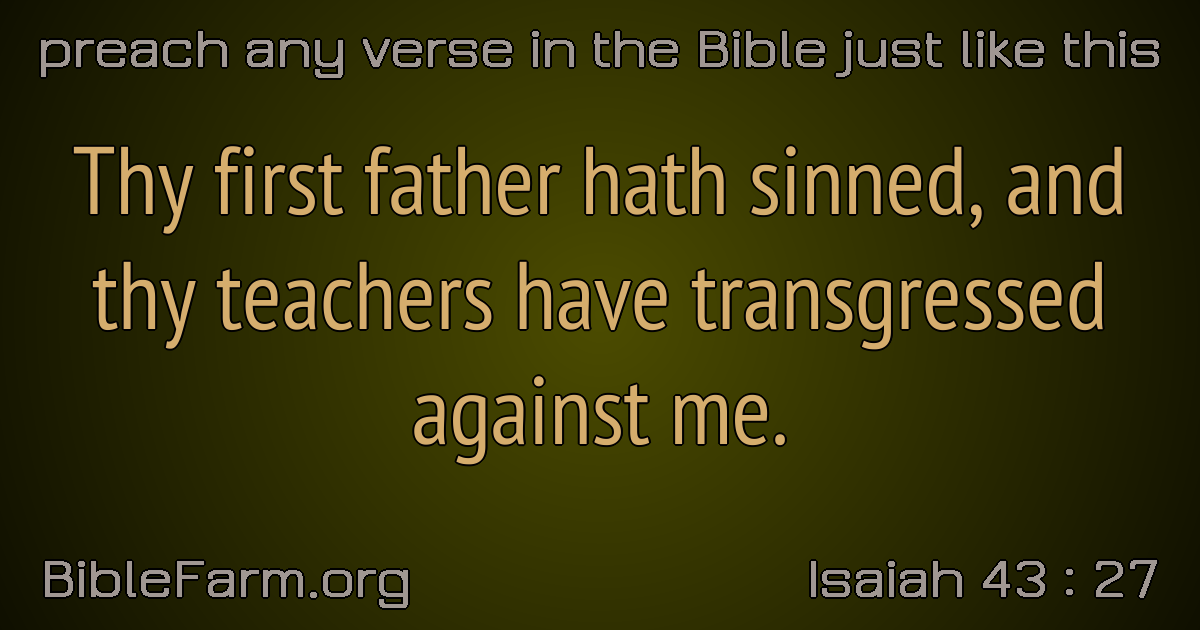 preach any verse in the Bible just like this
Thy first father hath sinned, and
thy teachers have transgressed
against me.
BibleFarm.org
Isaiah 43 : 27